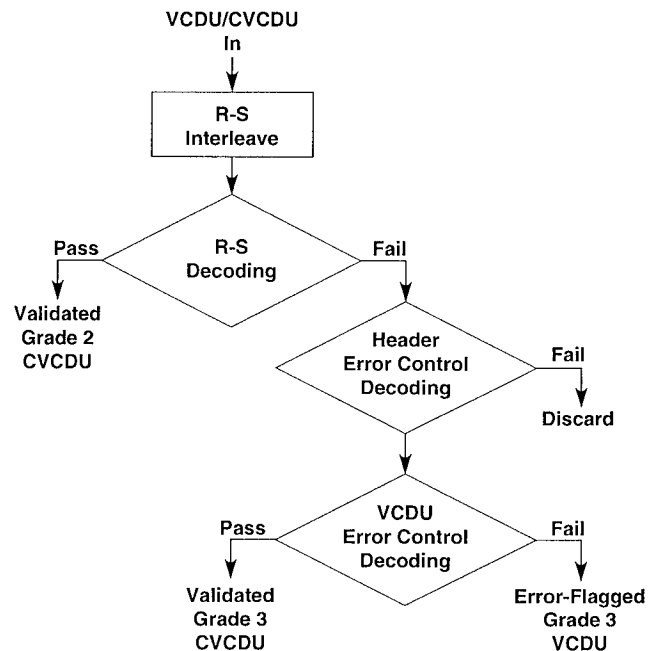 VCDU/CVCDU
In
R-S
Interleave
Pass
R-S
Decoding
Fail
Validated
Grade 2
CVCDU
Header
Error Control
Decoding
Fail
Discard
Pass
VCDU
Error Control
Decoding
Fail
Validated
Grade 3
CVCDU
Error-Flagged
Grade 3
VCDU